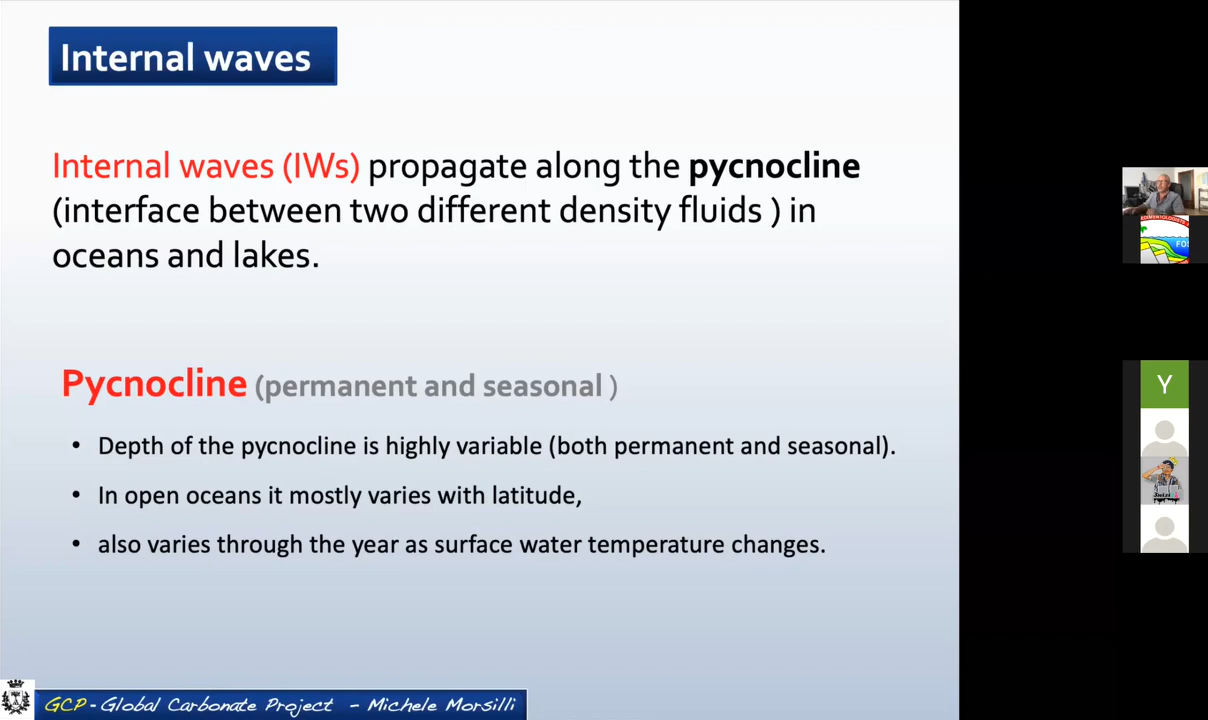 Internal waves
Internal waves (IWs) propagate along the pycnocline
(interface between two different density fluids ) in
oceans and lakes.
Pycnocline (permanent and seasonal )
• Depth of the pycnocline is highly variable (both permanent and seasonal).
• In open oceans it mostly varies with latitude,
• also varies through the year as surface water temperature changes.
GCP - Global Carbonate Project - Michele Morsilli
Y